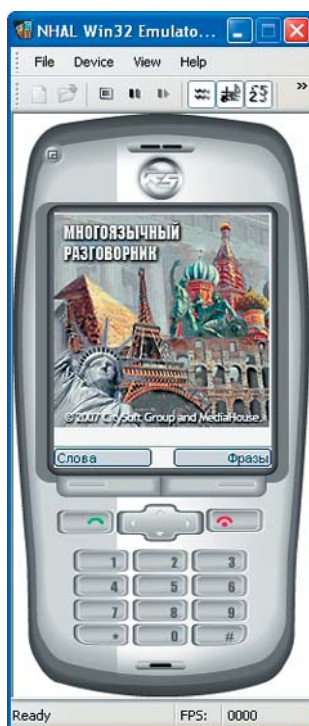 NHAL Win32 Emulato...
File Device View Help
»
МНОГОЯЗЫЧНЫЙ
РАЗГОВОРНИК
© 2007 CitySoft Group and MediaHouse.
Слова Фразы
1 2 3
4 5 6
7 8 9
* 0 #
Ready FPS: 0000